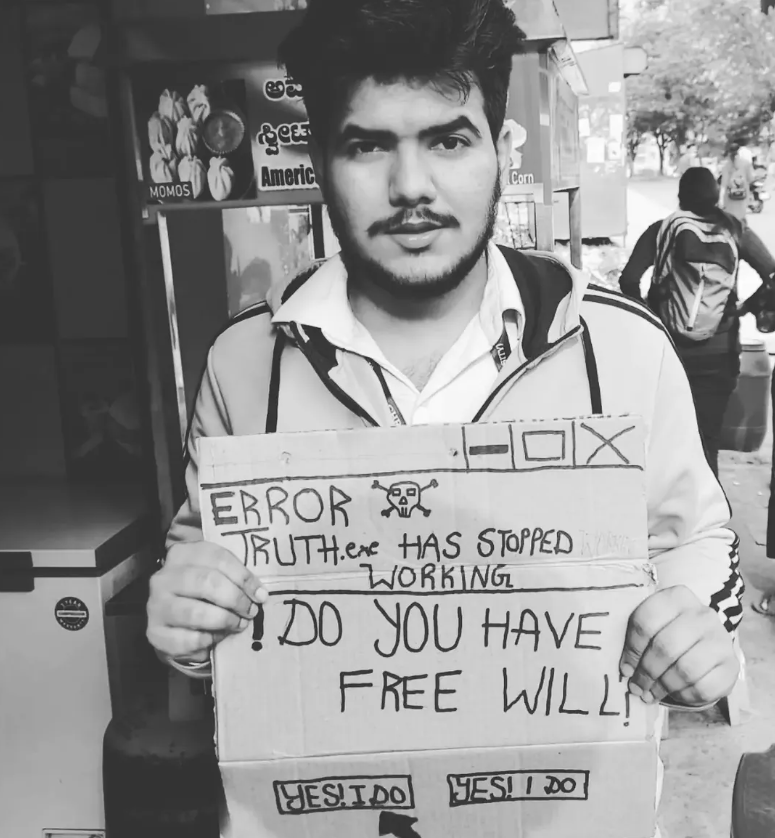 MOMOS
Americ
Corn
ERROR
TRUTH.exe HAS STOPPED
WORKING
! DO YOU HAVE
FREE WILL?
YES! I DO YES! I DO